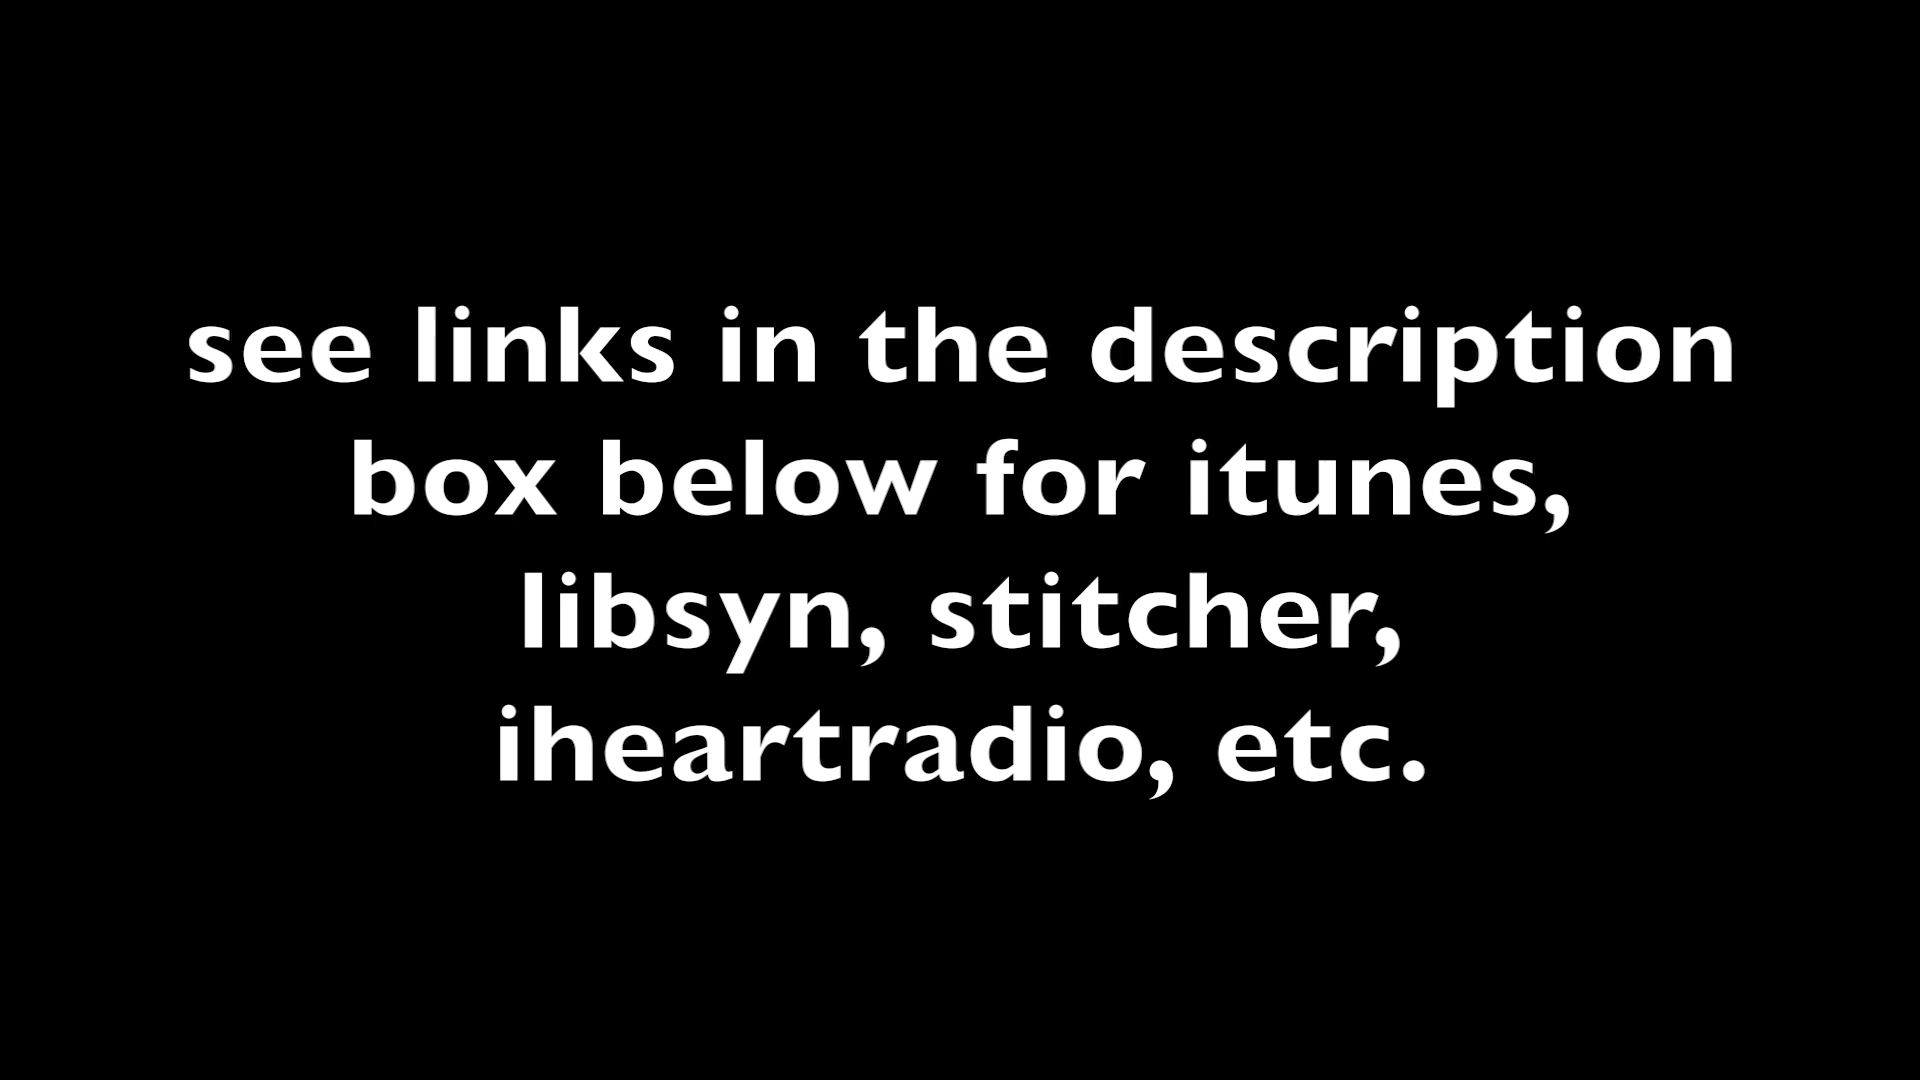 see links in the description
box below for itunes,
libsyn, stitcher,
iheartradio, etc.